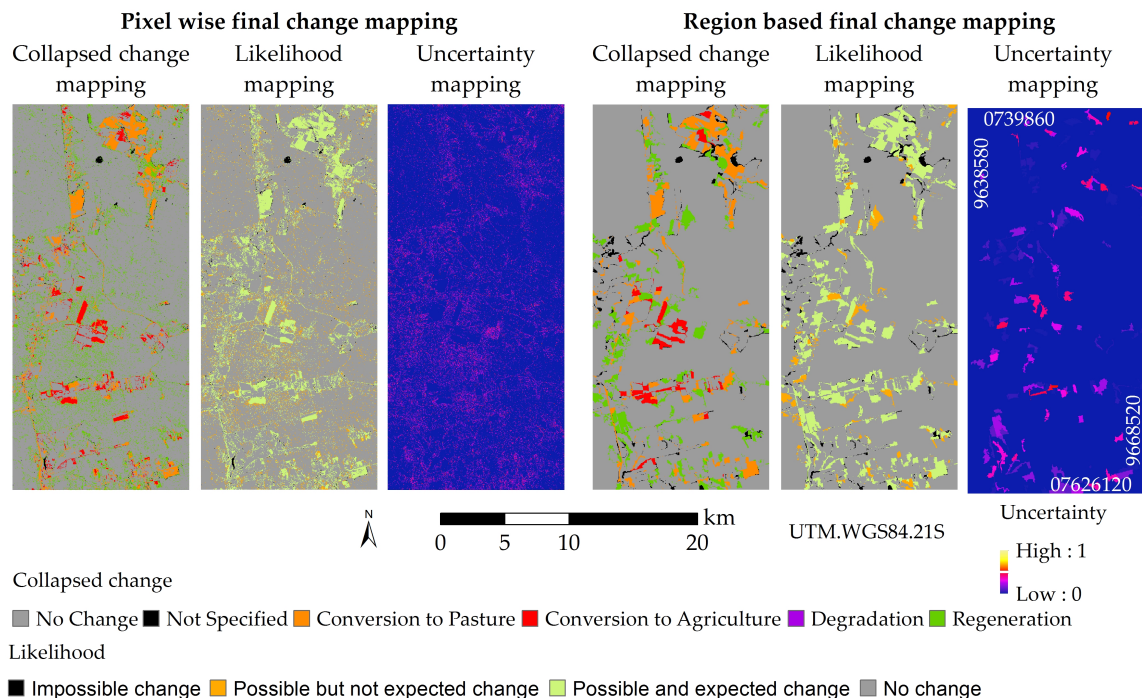 Pixel wise final change mapping
Region based final change mapping
Collapsed change mapping
Likelihood mapping
Uncertainty mapping
Collapsed change mapping
Likelihood mapping
Uncertainty mapping
0739860
9638580
9668520
07626120
N
km
0 5 10 20
UTM.WGS84.21S
Uncertainty
High : 1
Low : 0
Collapsed change
No Change Not Specified Conversion to Pasture Conversion to Agriculture Degradation Regeneration
Likelihood
Impossible change Possible but not expected change Possible and expected change No change